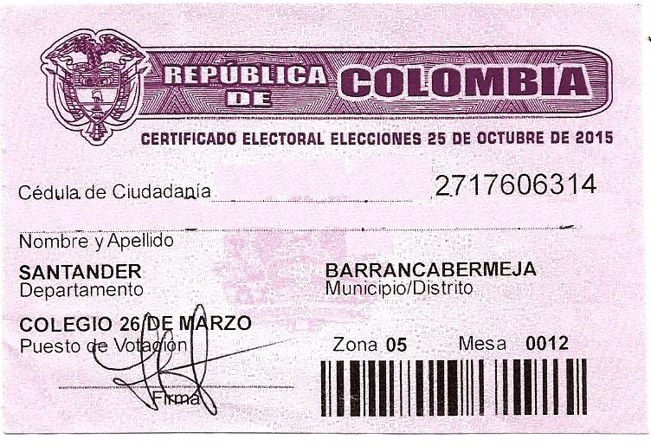 REPÚBLICA DE COLOMBIA
CERTIFICADO ELECTORAL ELECCIONES 25 DE OCTUBRE DE 2015
Cédula de Ciudadanía 2717606314
Nombre y Apellido
SANTANDER BARRANCABERMEJA
Departamento Municipio/Distrito
COLEGIO 26 DE MARZO
Puesto de Votación Zona 05 Mesa 0012
Firma